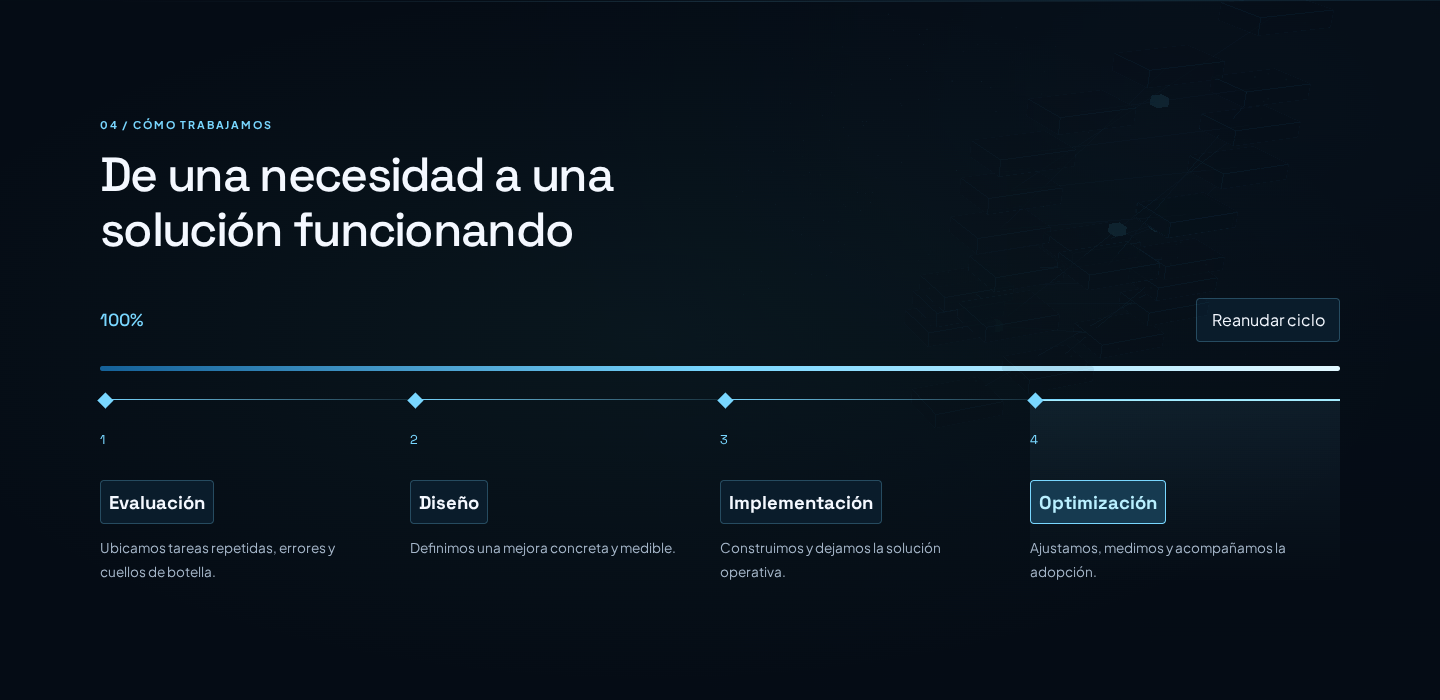 04 / CÓMO TRABAJAMOS
De una necesidad a una
solución funcionando
100%
Reanudar ciclo
1
2
3
4
Evaluación
Diseño
Implementación
Optimización
Ubicamos tareas repetidas, errores y
cuellos de botella.
Definimos una mejora concreta y medible.
Construimos y dejamos la solución
operativa.
Ajustamos, medimos y acompañamos la
adopción.